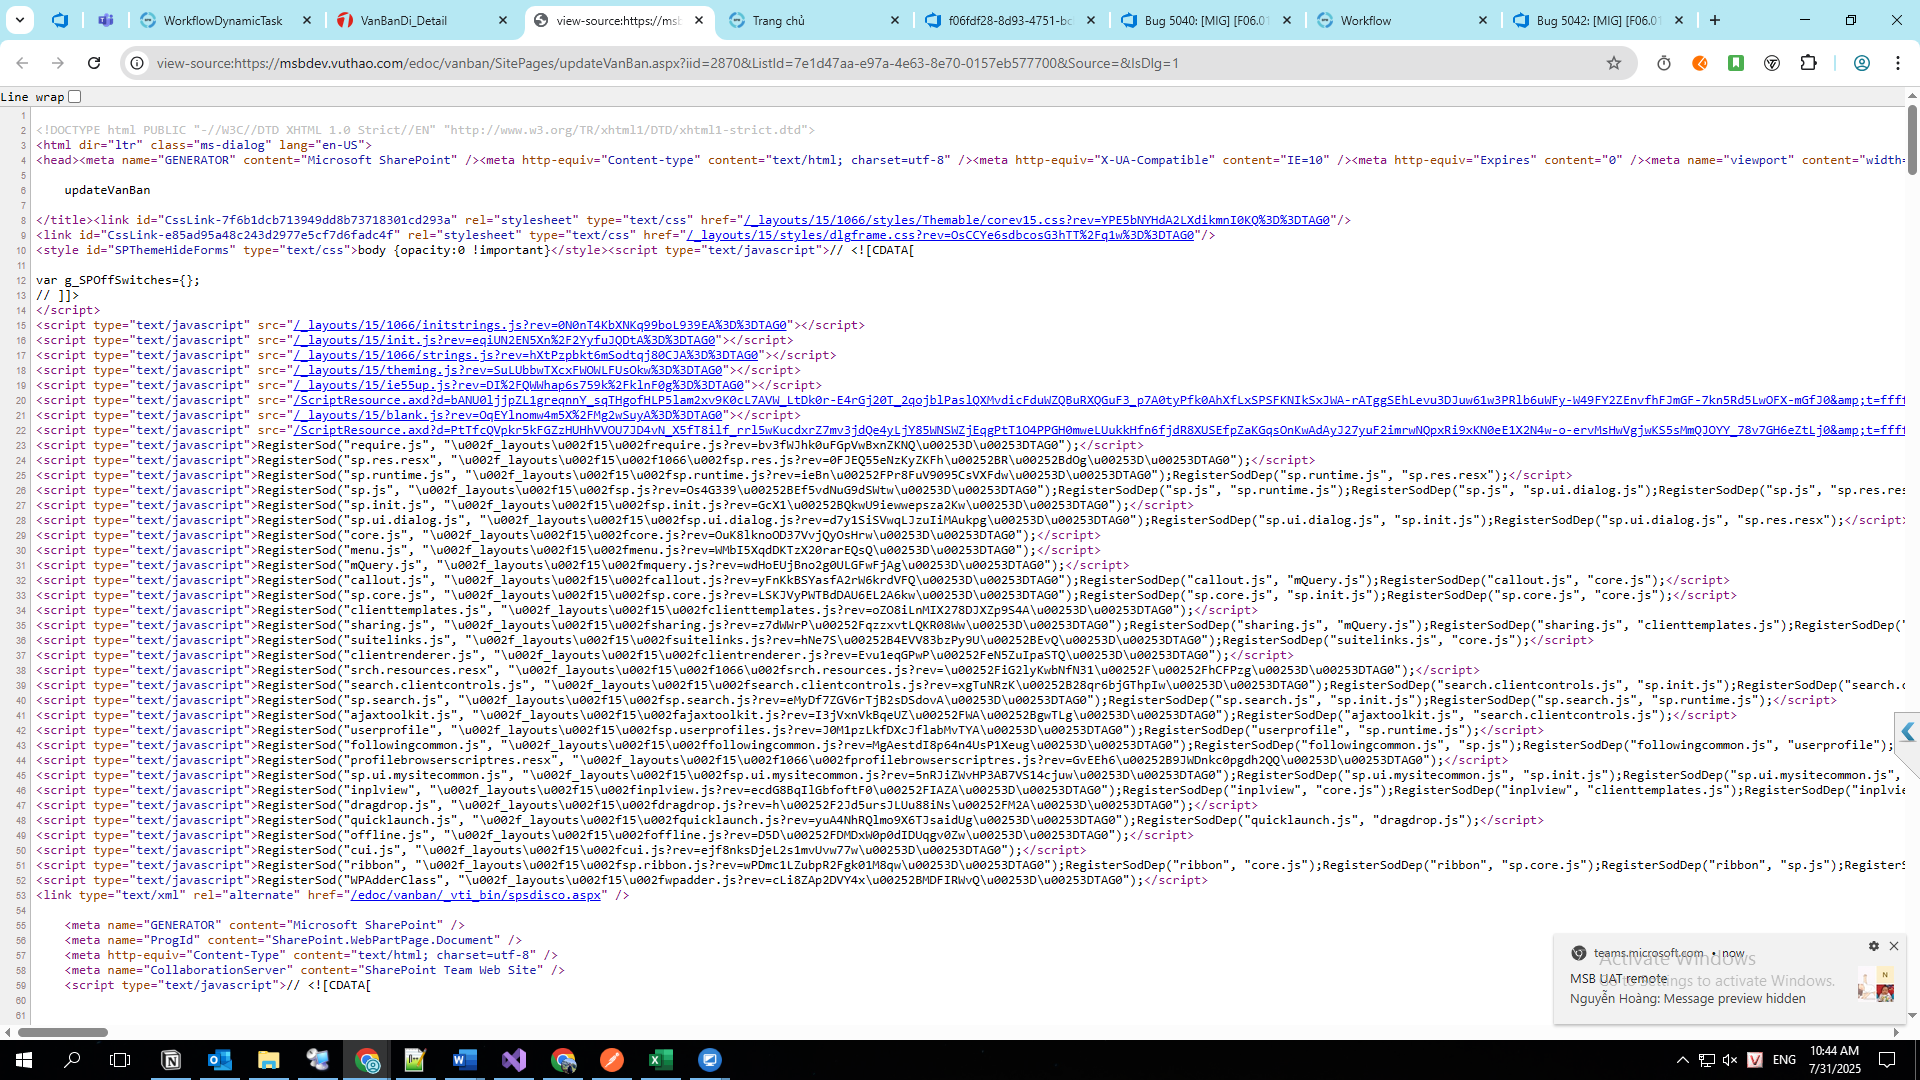 WorkflowDynamicTask
VanBanDi_Detail
view-source:https://msb
Trang chủ
f06fdf28-8d93-4751-bc
Bug 5040: [MIG] [F06.01
Workflow
Bug 5042: [MIG] [F06.01
view-source:https://msbdev.vuthao.com/edoc/vanban/SitePages/updateVanBan.aspx?iid=2870&ListId=7e1d47aa-e97a-4e63-8e70-0157eb577700&Source=&IsDlg=1
Line wrap
1
2 <!DOCTYPE html PUBLIC "-//W3C//DTD XHTML 1.0 Strict//EN" "http://www.w3.org/TR/xhtml1/DTD/xhtml1-strict.dtd">
3 <html dir="ltr" class="ms-dialog" lang="en-US">
4 <head><meta name="GENERATOR" content="Microsoft SharePoint" /><meta http-equiv="Content-type" content="text/html; charset=utf-8" /><meta http-equiv="X-UA-Compatible" content="IE=10" /><meta http-equiv="Expires" content="0" /><meta name="viewport" content="width=
5
6 updateVanBan
7
8 </title><link id="CssLink-7f6b1dcb713949dd8b73718301cd293a" rel="stylesheet" type="text/css" href="/_layouts/15/1066/styles/Themable/corev15.css?rev=YPE5bNYHdA2LXdikmnI0KQ%3D%3DTAG0"/>
9 <link id="CssLink-e85ad95a48c243d2977e5cf7d6fadc4f" rel="stylesheet" type="text/css" href="/_layouts/15/styles/dlgframe.css?rev=OsCCYe6sdbcosG3hTT%2Fq1w%3D%3DTAG0"/>
10 <style id="SPThemeHideForms" type="text/css">body {opacity:0 !important}</style><script type="text/javascript">// <![CDATA[
11
12 var g_SPOffSwitches={};
13 // ]]>
14 </script>
15 <script type="text/javascript" src="/_layouts/15/1066/initstrings.js?rev=0N0nT4KbXNKq99boL939EA%3D%3DTAG0"></script>
16 <script type="text/javascript" src="/_layouts/15/init.js?rev=eqiUN2EN5Xn%2F2YyfuJQDtA%3D%3DTAG0"></script>
17 <script type="text/javascript" src="/_layouts/15/1066/strings.js?rev=hXtPzpbkt6mSodtqj80CJA%3D%3DTAG0"></script>
18 <script type="text/javascript" src="/_layouts/15/theming.js?rev=SuLUbbwTXcxFWOWLFUsOkw%3D%3DTAG0"></script>
19 <script type="text/javascript" src="/_layouts/15/ie55up.js?rev=DI%2FQWWhap6s759k%2FklnF0g%3D%3DTAG0"></script>
20 <script type="text/javascript" src="/ScriptResource.axd?d=bANU0ljjpZL1greqnnY_sqTHgofHLP5lam2xv9K0cL7AVW_LtDk0r-E4rGj20T_2qojblPaslQXMvdicFduWZQBuRXQGuF3_p7A0tyPfk0AhXfLxSPSFKNIkSxJWA-rATggSEhLevu3DJuw61w3PRlb6uWFy-W49FY2ZEnvfhFJmGF-7kn5Rd5LwOFX-mGfJ0&amp;t=ffff
21 <script type="text/javascript" src="/_layouts/15/blank.js?rev=OqEYlnomw4m5X%2FMg2wSuyA%3D%3DTAG0"></script>
22 <script type="text/javascript" src="/ScriptResource.axd?d=PtTfcQVpkr5kFGZzHUHhVVOU7JD4vN_X5fT8ilf_rrl5wKucdxrZ7mv3jdQe4yLjY85WNSWZjEqgPtT1O4PPGH0mweLUukkHfn6fjdR8XUSEfpZaKGqsOnKwAdAyJ27yuF2imrwNQpxRi9xKN0eE1X2N4w-o-ervMsHwVgjwKS5sMmQJOYY_78v7GH6eZtLj0&amp;t=ffff
23 <script type="text/javascript">RegisterSod("require.js", "\u002f_layouts\u002f15\u002frequire.js?rev=bv3fWJhk0uFGpVwBxnZKNQ\u00253D\u00253DTAG0");</script>
24 <script type="text/javascript">RegisterSod("sp.res.resx", "\u002f_layouts\u002f15\u002f1066\u002fsp.res.js?rev=0FJEQ55eNzKyZKFh\u00252BR\u00252BdOg\u00253D\u00253DTAG0");</script>
25 <script type="text/javascript">RegisterSod("sp.runtime.js", "\u002f_layouts\u002f15\u002fsp.runtime.js?rev=ieBn\u00252FPr8FuV9095CsVXFdw\u00253D\u00253DTAG0");RegisterSodDep("sp.runtime.js", "sp.res.resx");</script>
26 <script type="text/javascript">RegisterSod("sp.js", "\u002f_layouts\u002f15\u002fsp.js?rev=Os4G339\u00252BEf5vdNuG9dSWtw\u00253D\u00253DTAG0");RegisterSodDep("sp.js", "sp.runtime.js");RegisterSodDep("sp.js", "sp.ui.dialog.js");RegisterSodDep("sp.js", "sp.res.res
27 <script type="text/javascript">RegisterSod("sp.init.js", "\u002f_layouts\u002f15\u002fsp.init.js?rev=GcX1\u00252BQkwU9iewwepsza2Kw\u00253D\u00253DTAG0");</script>
28 <script type="text/javascript">RegisterSod("sp.ui.dialog.js", "\u002f_layouts\u002f15\u002fsp.ui.dialog.js?rev=d7y1SiSVwqLJzuIiMAukpg\u00253D\u00253DTAG0");RegisterSodDep("sp.ui.dialog.js", "sp.init.js");RegisterSodDep("sp.ui.dialog.js", "sp.res.resx");</script>
29 <script type="text/javascript">RegisterSod("core.js", "\u002f_layouts\u002f15\u002fcore.js?rev=OuK8lknoOD37VvjQyOsHrw\u00253D\u00253DTAG0");</script>
30 <script type="text/javascript">RegisterSod("menu.js", "\u002f_layouts\u002f15\u002fmenu.js?rev=WMbI5XqdDKTzX20rarEQsQ\u00253D\u00253DTAG0");</script>
31 <script type="text/javascript">RegisterSod("mQuery.js", "\u002f_layouts\u002f15\u002fmquery.js?rev=wdHoEUjBno2g0ULGFwFjAg\u00253D\u00253DTAG0");</script>
32 <script type="text/javascript">RegisterSod("callout.js", "\u002f_layouts\u002f15\u002fcallout.js?rev=yFnKkBSYasfA2rW6krdVFQ\u00253D\u00253DTAG0");RegisterSodDep("callout.js", "mQuery.js");RegisterSodDep("callout.js", "core.js");</script>
33 <script type="text/javascript">RegisterSod("sp.core.js", "\u002f_layouts\u002f15\u002fsp.core.js?rev=LSKJVyPWTBdDAU6EL2A6kw\u00253D\u00253DTAG0");RegisterSodDep("sp.core.js", "sp.init.js");RegisterSodDep("sp.core.js", "core.js");</script>
34 <script type="text/javascript">RegisterSod("clienttemplates.js", "\u002f_layouts\u002f15\u002fclienttemplates.js?rev=oZO8iLnMIX278DJXZp9S4A\u00253D\u00253DTAG0");</script>
35 <script type="text/javascript">RegisterSod("sharing.js", "\u002f_layouts\u002f15\u002fsharing.js?rev=z7dWWrP\u00252FqzzxvtLQKR08Ww\u00253D\u00253DTAG0");RegisterSodDep("sharing.js", "mQuery.js");RegisterSodDep("sharing.js", "clienttemplates.js");RegisterSodDep("
36 <script type="text/javascript">RegisterSod("suitelinks.js", "\u002f_layouts\u002f15\u002fsuitelinks.js?rev=hNe7S\u00252B4EVV83bzPy9U\u00252BEvQ\u00253D\u00253DTAG0");RegisterSodDep("suitelinks.js", "core.js");</script>
37 <script type="text/javascript">RegisterSod("clientrenderer.js", "\u002f_layouts\u002f15\u002fclientrenderer.js?rev=Evu1eqGPwP\u00252FeN5ZuIpaSTQ\u00253D\u00253DTAG0");</script>
38 <script type="text/javascript">RegisterSod("srch.resources.resx", "\u002f_layouts\u002f15\u002f1066\u002fsrch.resources.js?rev=\u00252FiG2lyKwbNfN31\u00252F\u00252FhCFPzg\u00253D\u00253DTAG0");</script>
39 <script type="text/javascript">RegisterSod("search.clientcontrols.js", "\u002f_layouts\u002f15\u002fsearch.clientcontrols.js?rev=xgTuNRzK\u00252B28qr6bjGThpIw\u00253D\u00253DTAG0");RegisterSodDep("search.clientcontrols.js", "sp.init.js");RegisterSodDep("search.c
40 <script type="text/javascript">RegisterSod("sp.search.js", "\u002f_layouts\u002f15\u002fsp.search.js?rev=eMyDf7ZGV6rTjB2sDSdovA\u00253D\u00253DTAG0");RegisterSodDep("sp.search.js", "sp.init.js");RegisterSodDep("sp.search.js", "sp.runtime.js");</script>
41 <script type="text/javascript">RegisterSod("ajaxtoolkit.js", "\u002f_layouts\u002f15\u002fajaxtoolkit.js?rev=I3jVxnVkBqeUZ\u00252FWA\u00252BgwTLg\u00253D\u00253DTAG0");RegisterSodDep("ajaxtoolkit.js", "search.clientcontrols.js");</script>
42 <script type="text/javascript">RegisterSod("userprofile", "\u002f_layouts\u002f15\u002fsp.userprofiles.js?rev=J0M1pzLkfDXcJflabMvTYA\u00253D\u00253DTAG0");RegisterSodDep("userprofile", "sp.runtime.js");</script>
43 <script type="text/javascript">RegisterSod("followingcommon.js", "\u002f_layouts\u002f15\u002ffollowingcommon.js?rev=MgAestdI8p64n4UsP1Xeug\u00253D\u00253DTAG0");RegisterSodDep("followingcommon.js", "sp.js");RegisterSodDep("followingcommon.js", "userprofile");
44 <script type="text/javascript">RegisterSod("profilebrowserscriptres.resx", "\u002f_layouts\u002f15\u002f1066\u002fprofilebrowserscriptres.js?rev=GvEEh6\u00252B9JWDnkc0pgdh2QQ\u00253D\u00253DTAG0");</script>
45 <script type="text/javascript">RegisterSod("sp.ui.mysitecommon.js", "\u002f_layouts\u002f15\u002fsp.ui.mysitecommon.js?rev=5nRJiZWvHP3AB7VS14cjuw\u00253D\u00253DTAG0");RegisterSodDep("sp.ui.mysitecommon.js", "sp.init.js");RegisterSodDep("sp.ui.mysitecommon.js",
46 <script type="text/javascript">RegisterSod("inplview", "\u002f_layouts\u002f15\u002finplview.js?rev=ecdG8BqIlGbfoftF0\u00252FIAZA\u00253D\u00253DTAG0");RegisterSodDep("inplview", "core.js");RegisterSodDep("inplview", "clienttemplates.js");RegisterSodDep("inplvie
47 <script type="text/javascript">RegisterSod("dragdrop.js", "\u002f_layouts\u002f15\u002fdragdrop.js?rev=h\u00252F2Jd5ursJLUu88iNs\u00252FM2A\u00253D\u00253DTAG0");</script>
48 <script type="text/javascript">RegisterSod("quicklaunch.js", "\u002f_layouts\u002f15\u002fquicklaunch.js?rev=yuA4NhRQlmo9X6TJsaidUg\u00253D\u00253DTAG0");RegisterSodDep("quicklaunch.js", "dragdrop.js");</script>
49 <script type="text/javascript">RegisterSod("offline.js", "\u002f_layouts\u002f15\u002foffline.js?rev=D5D\u00252FDMDxW0p0dIDUqgv0Zw\u00253D\u00253DTAG0");</script>
50 <script type="text/javascript">RegisterSod("cui.js", "\u002f_layouts\u002f15\u002fcui.js?rev=ejf8nksDjeL2s1mvUvw77w\u00253D\u00253DTAG0");</script>
51 <script type="text/javascript">RegisterSod("ribbon", "\u002f_layouts\u002f15\u002fsp.ribbon.js?rev=wPDmc1LZubpR2Fgk01M8qw\u00253D\u00253DTAG0");RegisterSodDep("ribbon", "core.js");RegisterSodDep("ribbon", "sp.core.js");RegisterSodDep("ribbon", "sp.js");RegisterS
52 <script type="text/javascript">RegisterSod("WPAdderClass", "\u002f_layouts\u002f15\u002fwpadder.js?rev=cLi8ZAp2DVY4x\u00252BMDFIRWvQ\u00253D\u00253DTAG0");</script>
53 <link type="text/xml" rel="alternate" href="/edoc/vanban/_vti_bin/spsdisco.aspx" />
54
55 <meta name="GENERATOR" content="Microsoft SharePoint" />
56 <meta name="ProgId" content="SharePoint.WebPartPage.Document" />
57 <meta http-equiv="Content-Type" content="text/html; charset=utf-8" />
58 <meta name="CollaborationServer" content="SharePoint Team Web Site" />
59 <script type="text/javascript">// <![CDATA[
60
61
teams.microsoft.com • now
Activate Windows
MSB UAT remote
Go to Settings to activate Windows.
Nguyễn Hoàng: Message preview hidden
N
ENG
10:44 AM
7/31/2025